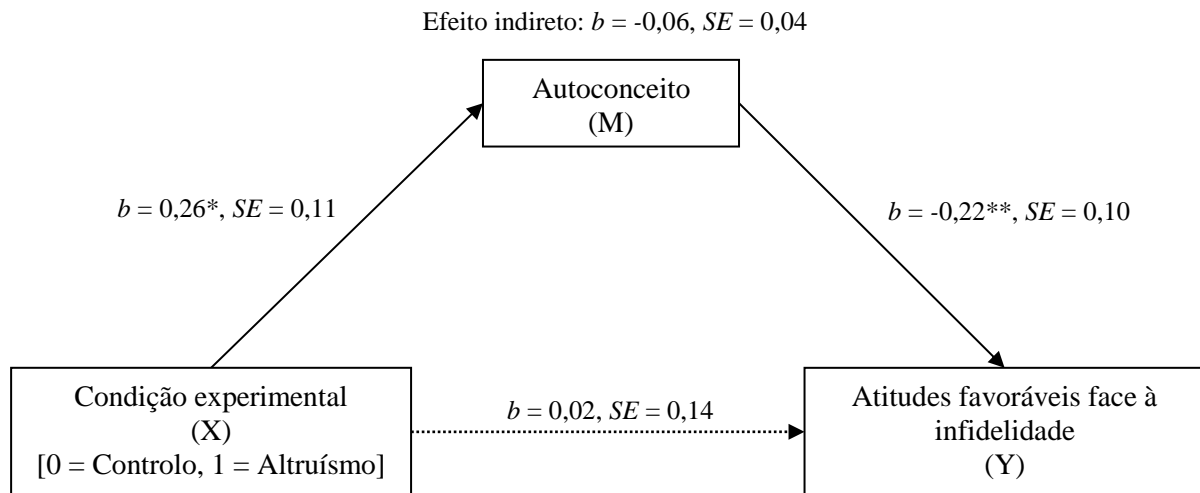 Efeito indireto: b = -0,06, SE = 0,04
Autoconceito
(M)
b = 0,26*, SE = 0,11
b = -0,22**, SE = 0,10
Condição experimental
(X)
[0 = Controlo, 1 = Altruísmo]
b = 0,02, SE = 0,14
Atitudes favoráveis face à
infidelidade
(Y)